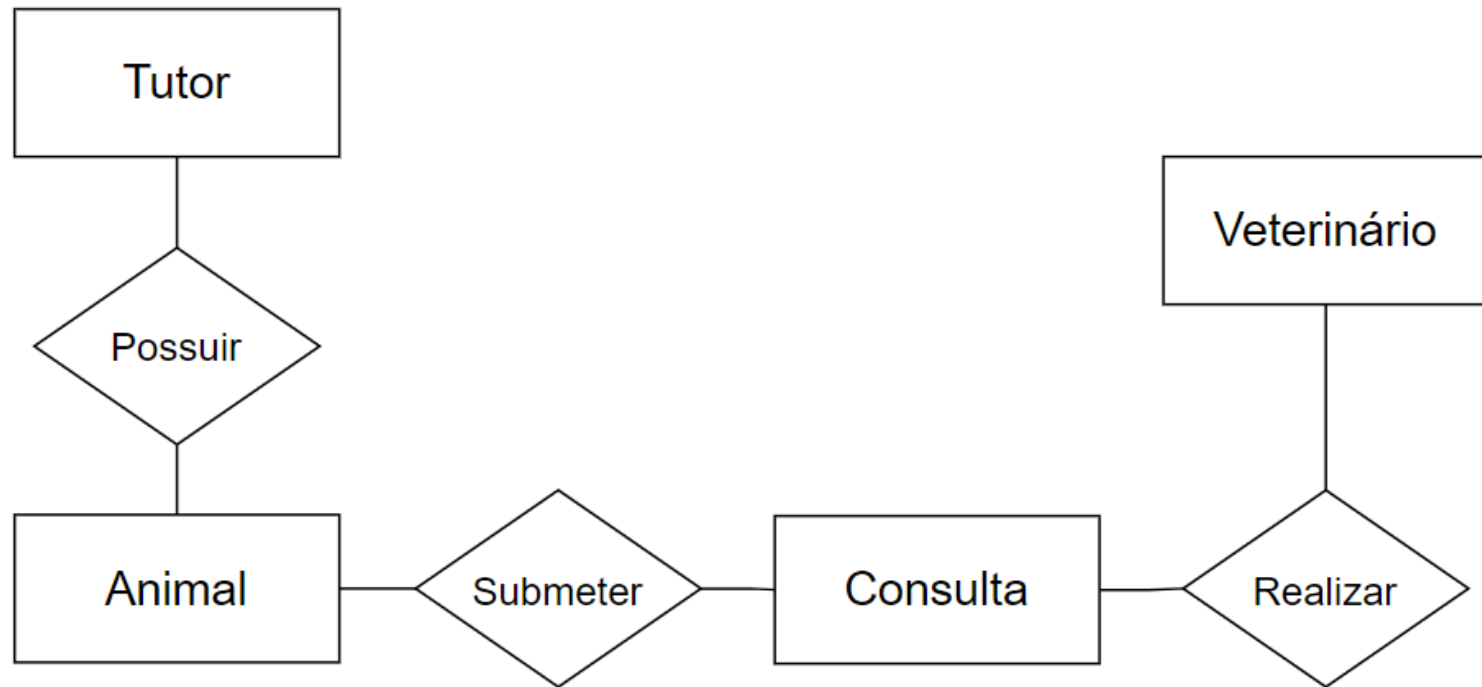 Tutor
Veterinário
Possuir
Animal
Submeter
Consulta
Realizar